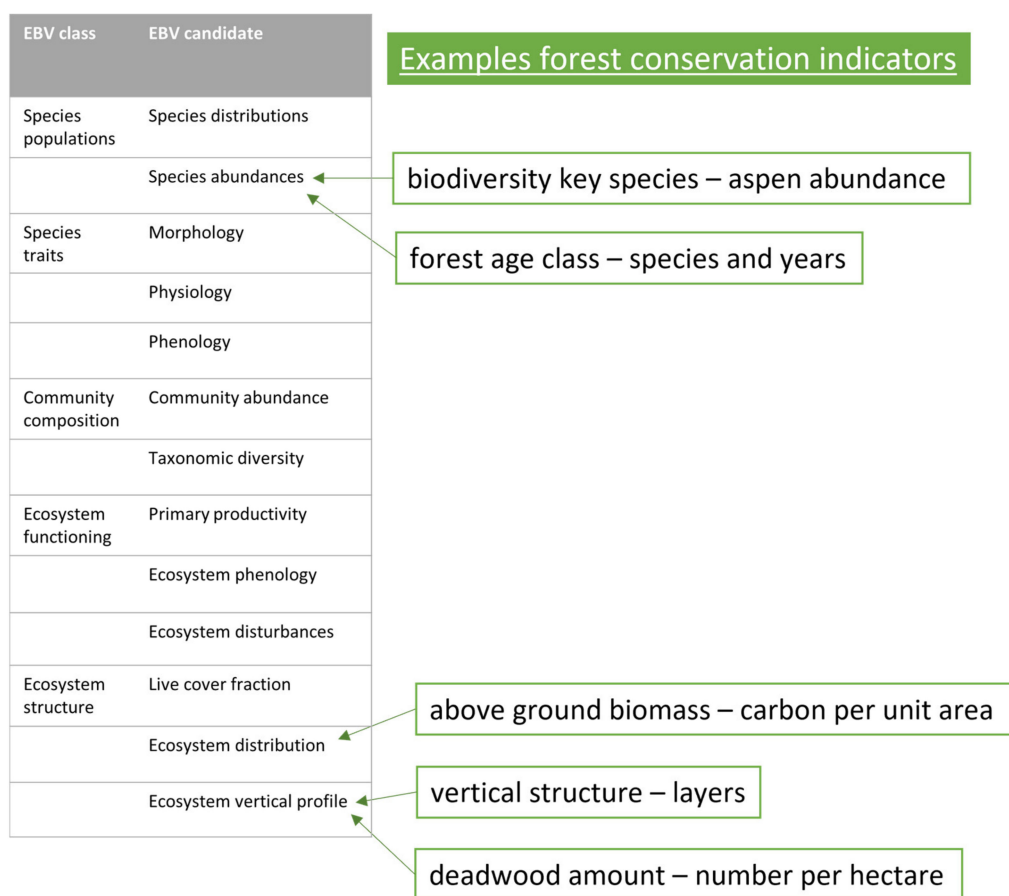 EBV class EBV candidate
Examples forest conservation indicators
Species populations Species distributions
Species abundances
biodiversity key species – aspen abundance
Species traits Morphology
forest age class – species and years
Physiology
Phenology
Community composition Community abundance
Taxonomic diversity
Ecosystem functioning Primary productivity
Ecosystem phenology
Ecosystem disturbances
Ecosystem structure Live cover fraction
above ground biomass – carbon per unit area
Ecosystem distribution
vertical structure – layers
Ecosystem vertical profile
deadwood amount – number per hectare